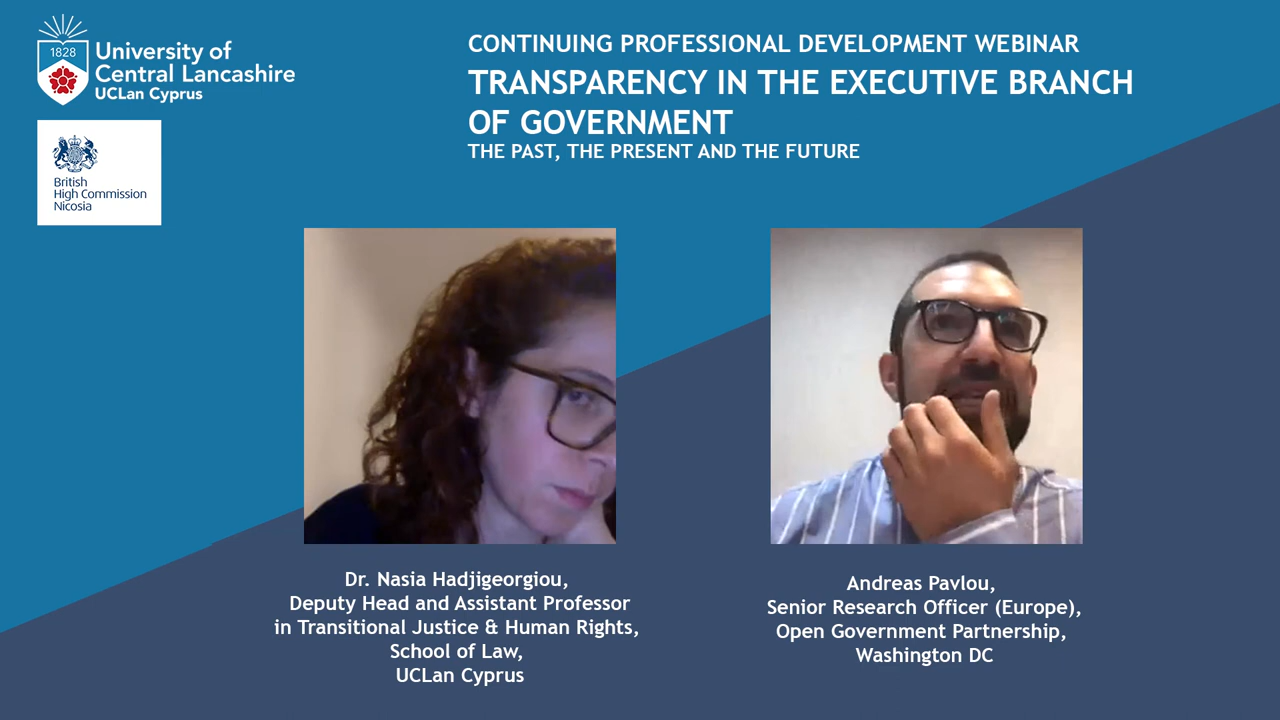 1828
University of
Central Lancashire
UCLan Cyprus
British
High Commission
Nicosia
CONTINUING PROFESSIONAL DEVELOPMENT WEBINAR
TRANSPARENCY IN THE EXECUTIVE BRANCH
OF GOVERNMENT
THE PAST, THE PRESENT AND THE FUTURE
Dr. Nasia Hadjigeorgiou,
Deputy Head and Assistant Professor
in Transitional Justice & Human Rights,
School of Law,
UCLan Cyprus
Andreas Pavlou,
Senior Research Officer (Europe),
Open Government Partnership,
Washington DC